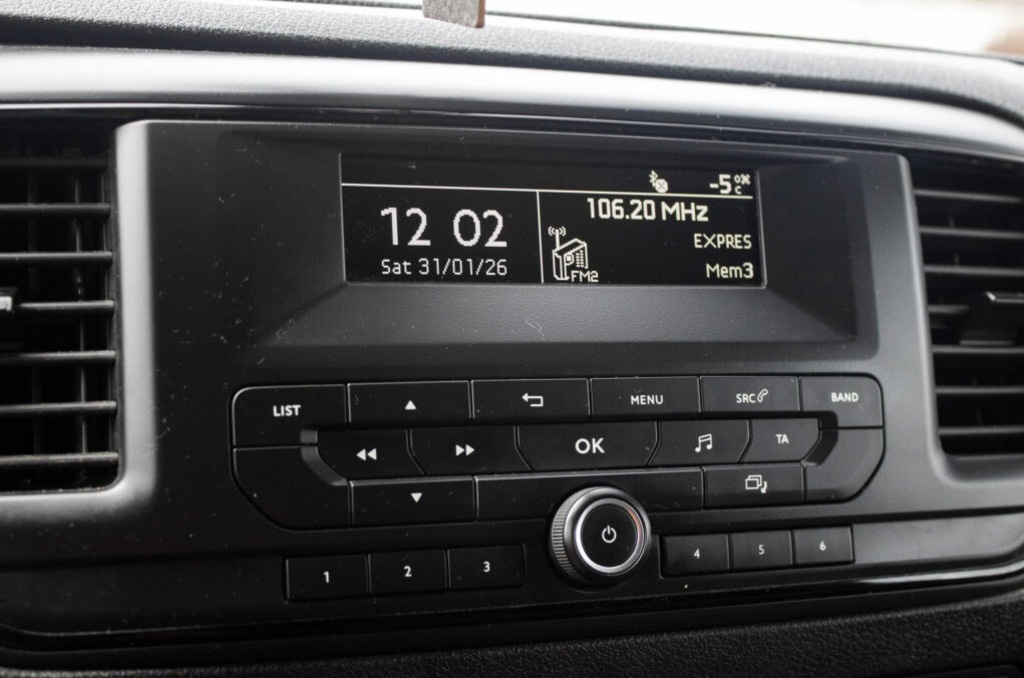 -5°C
12 02
Sat 31/01/26
106.20 MHz
EXPRES
FM2
Mem3
LIST
MENU
SRC
BAND
OK
TA
1 2 3
4 5 6